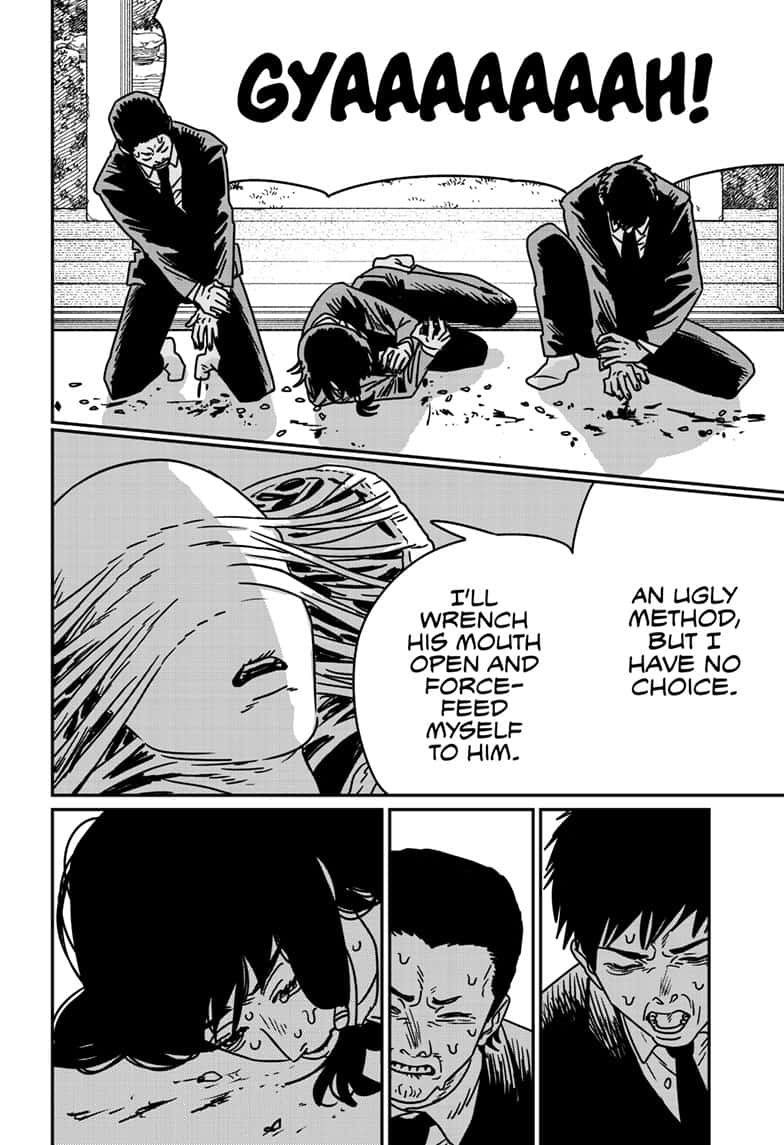 GYAAAAAAAH!
AN UGLY
METHOD,
BUT I
HAVE NO
CHOICE.
I'LL
WRENCH
HIS MOUTH
OPEN AND
FORCE-
FEED
MYSELF
TO HIM.